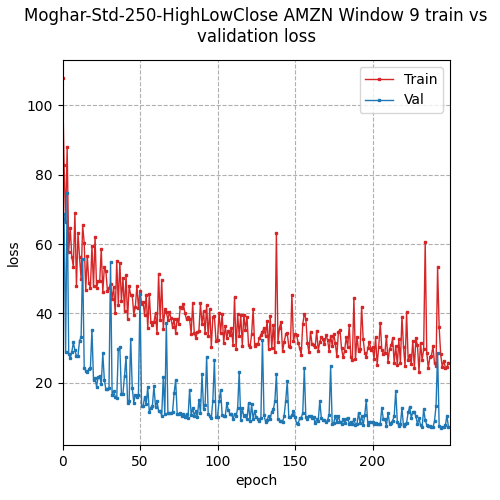 Moghar-Std-250-HighLowClose AMZN Window 9 train vs
validation loss
Train
Val
loss
100
80
60
40
20
0
50
100
150
200
epoch